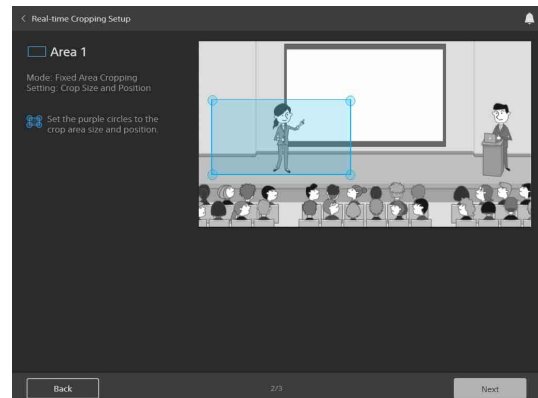 Real-time Cropping Setup
Area 1
Mode: Fixed Area Cropping
Setting: Crop Size and Position
Set the purple circles to the
crop area size and position.
Back
2/3
Next